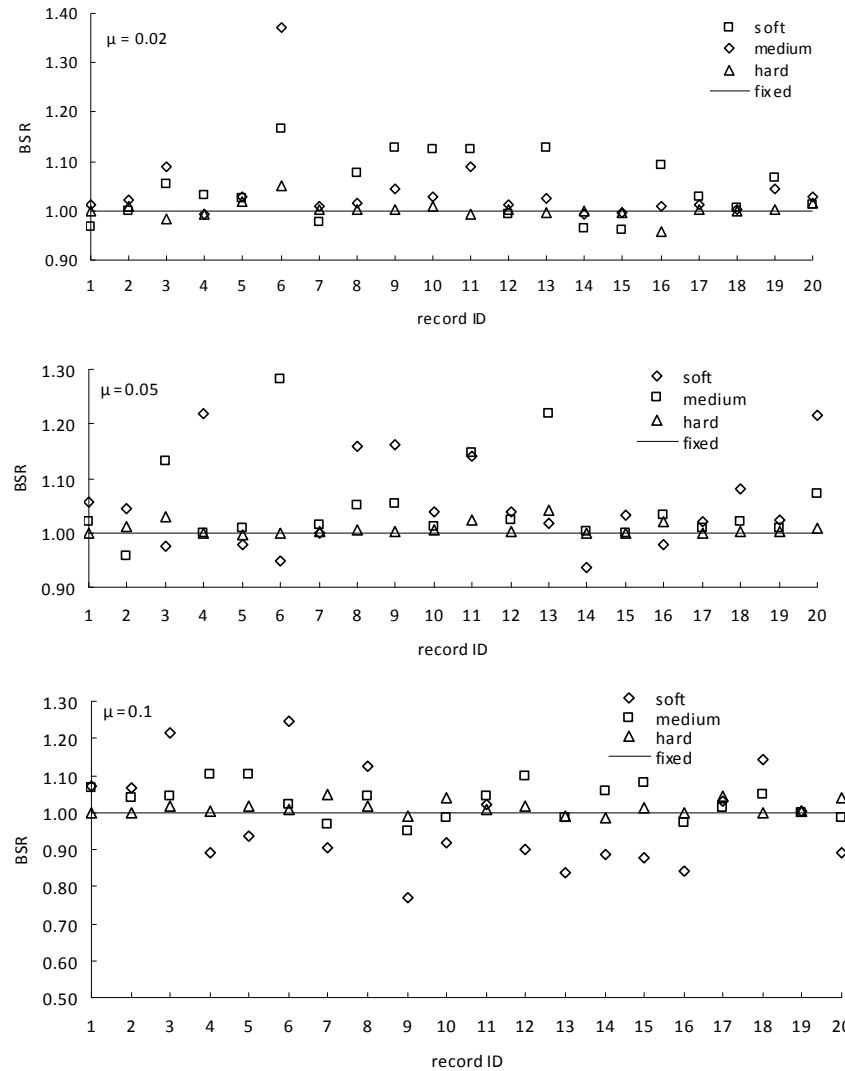 1.40
μ = 0.02
soft
medium
hard
fixed
1.30
1.20
1.10
1.00
0.90
BSR
1 2 3 4 5 6 7 8 9 10 11 12 13 14 15 16 17 18 19 20
record ID
1.30
μ = 0.05
soft
medium
hard
fixed
1.20
1.10
1.00
0.90
BSR
1 2 3 4 5 6 7 8 9 10 11 12 13 14 15 16 17 18 19 20
record ID
1.30
μ = 0.1
soft
medium
hard
fixed
1.20
1.10
1.00
0.90
0.80
0.70
0.60
0.50
BSR
1 2 3 4 5 6 7 8 9 10 11 12 13 14 15 16 17 18 19 20
record ID